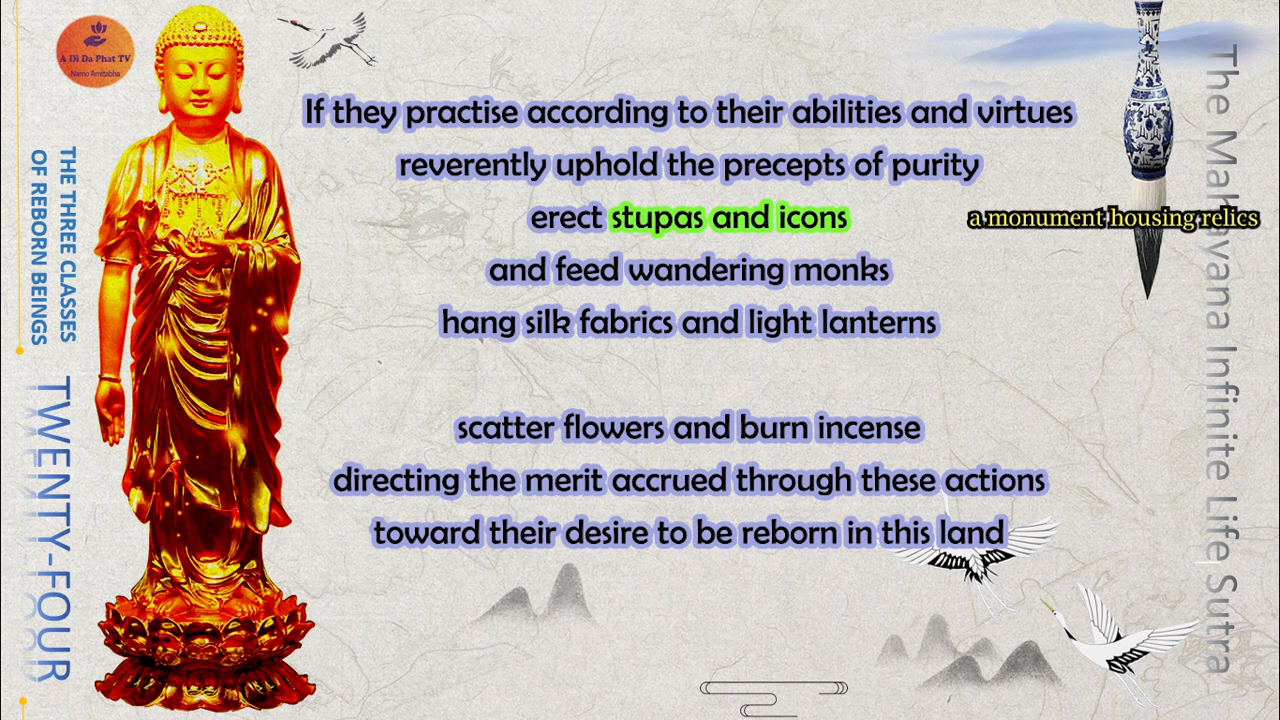 A Di Da Phat TV
Namo Amitabha
THE THREE CLASSES
OF REBORN BEINGS
TWENTY-FOUR
If they practise according to their abilities and virtues
reverently uphold the precepts of purity
erect stupas and icons
and feed wandering monks
hang silk fabrics and light lanterns
scatter flowers and burn incense
directing the merit accrued through these actions
toward their desire to be reborn in this land
a monument housing relics
The Mahayana Infinite Life Sutra